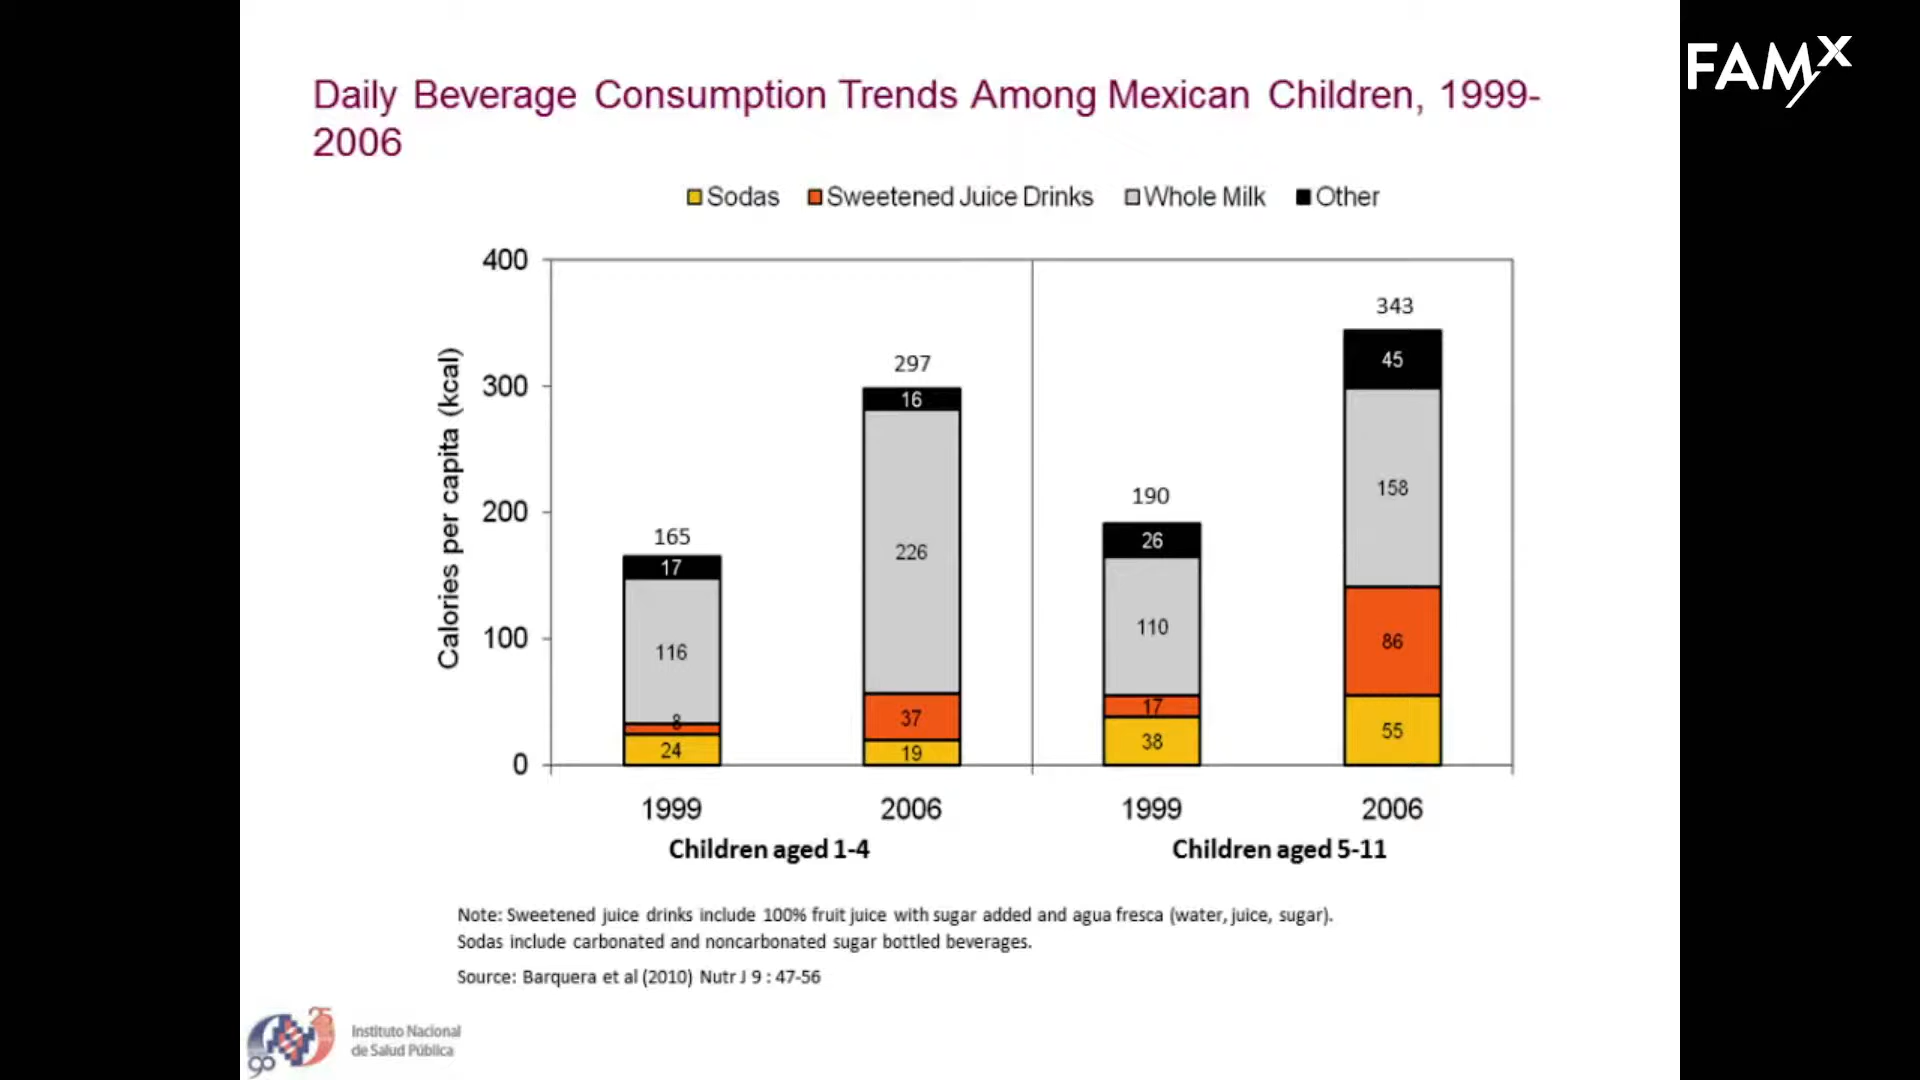 FAMX
Daily Beverage Consumption Trends Among Mexican Children, 1999-
2006
Sodas Sweetened Juice Drinks Whole Milk Other
Calories per capita (kcal)
400
300
200
100
0
165
17
116
8
24
297
16
226
37
19
190
26
110
17
38
343
45
158
86
55
1999 2006 1999 2006
Children aged 1-4 Children aged 5-11
Note: Sweetened juice drinks include 100% fruit juice with sugar added and agua fresca (water, juice, sugar).
Sodas include carbonated and noncarbonated sugar bottled beverages.
Source: Barquera et al (2010) Nutr J 9 : 47-56
25
90
Instituto Nacional
de Salud Pública